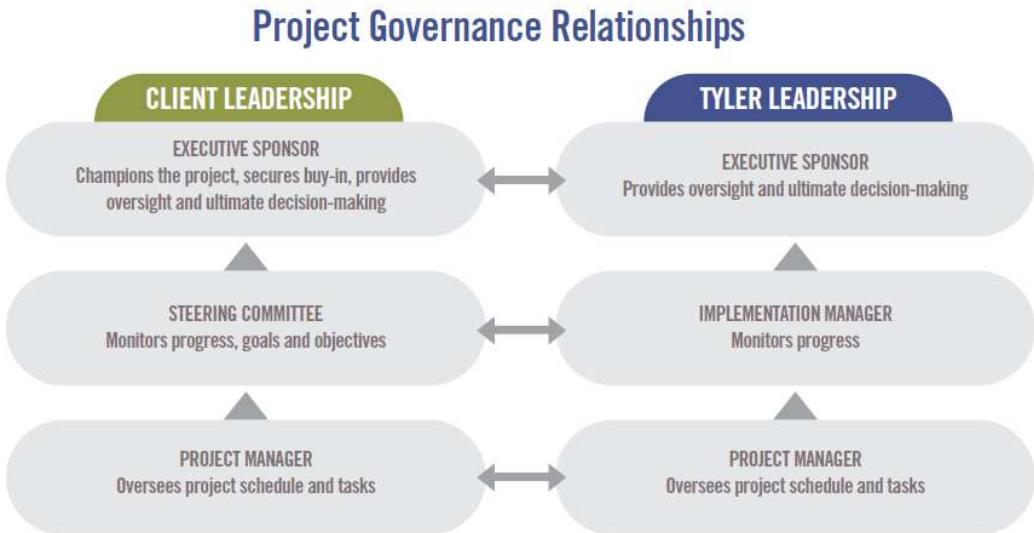 Project Governance Relationships
CLIENT LEADERSHIP
EXECUTIVE SPONSOR
Champions the project, secures buy-in, provides
oversight and ultimate decision-making
STEERING COMMITTEE
Monitors progress, goals and objectives
PROJECT MANAGER
Oversees project schedule and tasks
TYLER LEADERSHIP
EXECUTIVE SPONSOR
Provides oversight and ultimate decision-making
IMPLEMENTATION MANAGER
Monitors progress
PROJECT MANAGER
Oversees project schedule and tasks